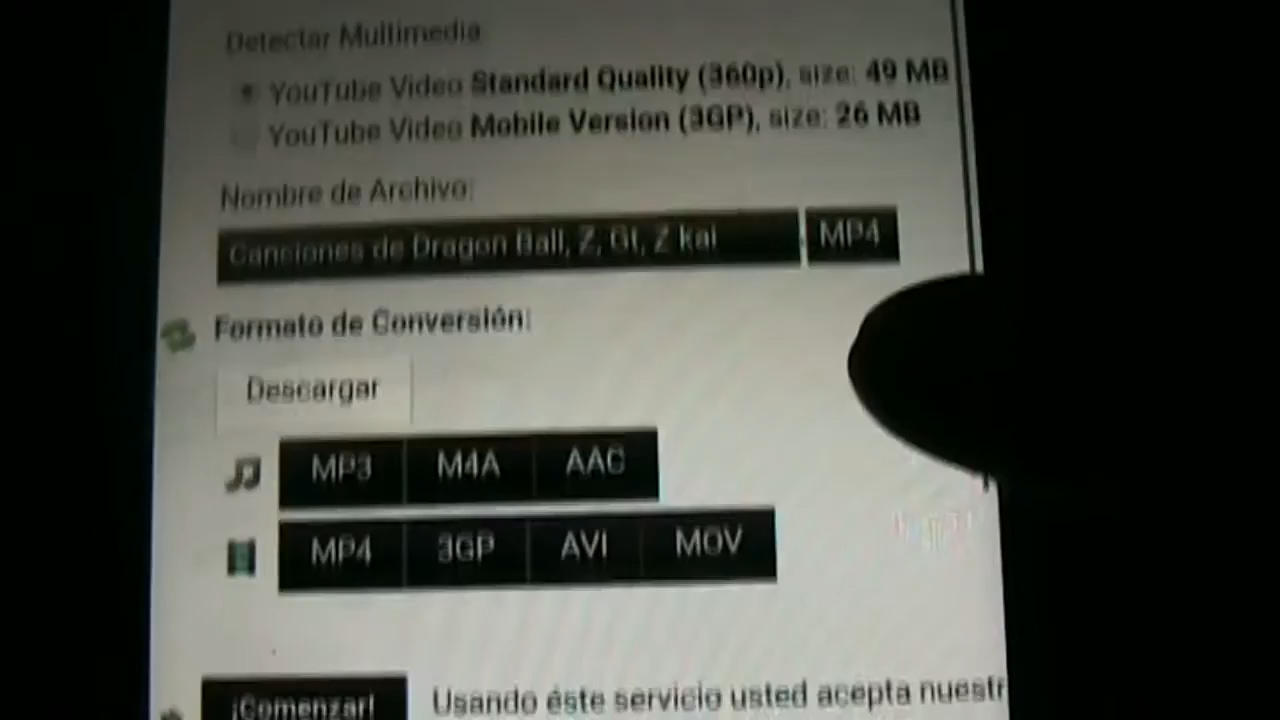 Detectar Multimedia
YouTube Video Standard Quality (360p), size: 49 MB
YouTube Video Mobile Version (3GP), size: 26 MB
Nombre de Archivo:
Canciones de Dragon Ball, Z, Gt, Z kai . MP4
Formato de Conversión:
Descargar
MP3 M4A AAC
MP4 3GP AVI MOV
¡Comenzar! Usando éste servicio usted acepta nuestr